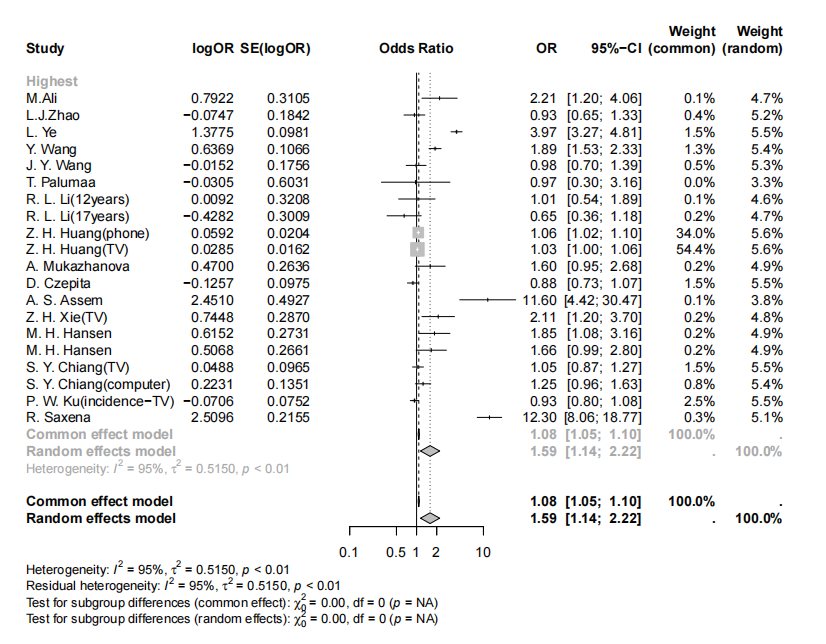 Weight Weight
Study logOR SE(logOR) Odds Ratio OR 95%−CI (common) (random)
Highest
M.Ali 0.7922 0.3105 2.21 [1.20; 4.06] 0.1% 4.7%
L.J.Zhao −0.0747 0.1842 0.93 [0.65; 1.33] 0.4% 5.2%
L. Ye 1.3775 0.0981 3.97 [3.27; 4.81] 1.5% 5.5%
Y. Wang 0.6369 0.1066 1.89 [1.53; 2.33] 1.3% 5.4%
J. Y. Wang −0.0152 0.1756 0.98 [0.70; 1.39] 0.5% 5.3%
T. Palumaa −0.0305 0.6031 0.97 [0.30; 3.16] 0.0% 3.3%
R. L. Li(12years) 0.0092 0.3208 1.01 [0.54; 1.89] 0.1% 4.6%
R. L. Li(17years) −0.4282 0.3009 0.65 [0.36; 1.18] 0.2% 4.7%
Z. H. Huang(phone) 0.0592 0.0204 1.06 [1.02; 1.10] 34.0% 5.6%
Z. H. Huang(TV) 0.0285 0.0162 1.03 [1.00; 1.06] 54.4% 5.6%
A. Mukazhanova 0.4700 0.2636 1.60 [0.95; 2.68] 0.2% 4.9%
D. Czepita −0.1257 0.0975 0.88 [0.73; 1.07] 1.5% 5.5%
A. S. Assem 2.4510 0.4927 11.60 [4.42; 30.47] 0.1% 3.8%
Z. H. Xie(TV) 0.7448 0.2870 2.11 [1.20; 3.70] 0.2% 4.8%
M. H. Hansen 0.6152 0.2731 1.85 [1.08; 3.16] 0.2% 4.9%
M. H. Hansen 0.5068 0.2661 1.66 [0.99; 2.80] 0.2% 4.9%
S. Y. Chiang(TV) 0.0488 0.0965 1.05 [0.87; 1.27] 1.5% 5.5%
S. Y. Chiang(computer) 0.2231 0.1351 1.25 [0.96; 1.63] 0.8% 5.4%
P. W. Ku(incidence−TV) −0.0706 0.0752 0.93 [0.80; 1.08] 2.5% 5.5%
R. Saxena 2.5096 0.2155 12.30 [8.06; 18.77] 0.3% 5.1%
Common effect model 1.08 [1.05; 1.10] 100.0% .
Random effects model 1.59 [1.14; 2.22] . 100.0%
Heterogeneity: I² = 95%, τ² = 0.5150, p < 0.01
Common effect model 1.08 [1.05; 1.10] 100.0% .
Random effects model 1.59 [1.14; 2.22] . 100.0%
0.1 0.5 1 2 10
Heterogeneity: I² = 95%, τ² = 0.5150, p < 0.01
Residual heterogeneity: I² = 95%, τ² = 0.5150, p < 0.01
Test for subgroup differences (common effect): χ₀² = 0.00, df = 0 (p = NA)
Test for subgroup differences (random effects): χ₀² = 0.00, df = 0 (p = NA)